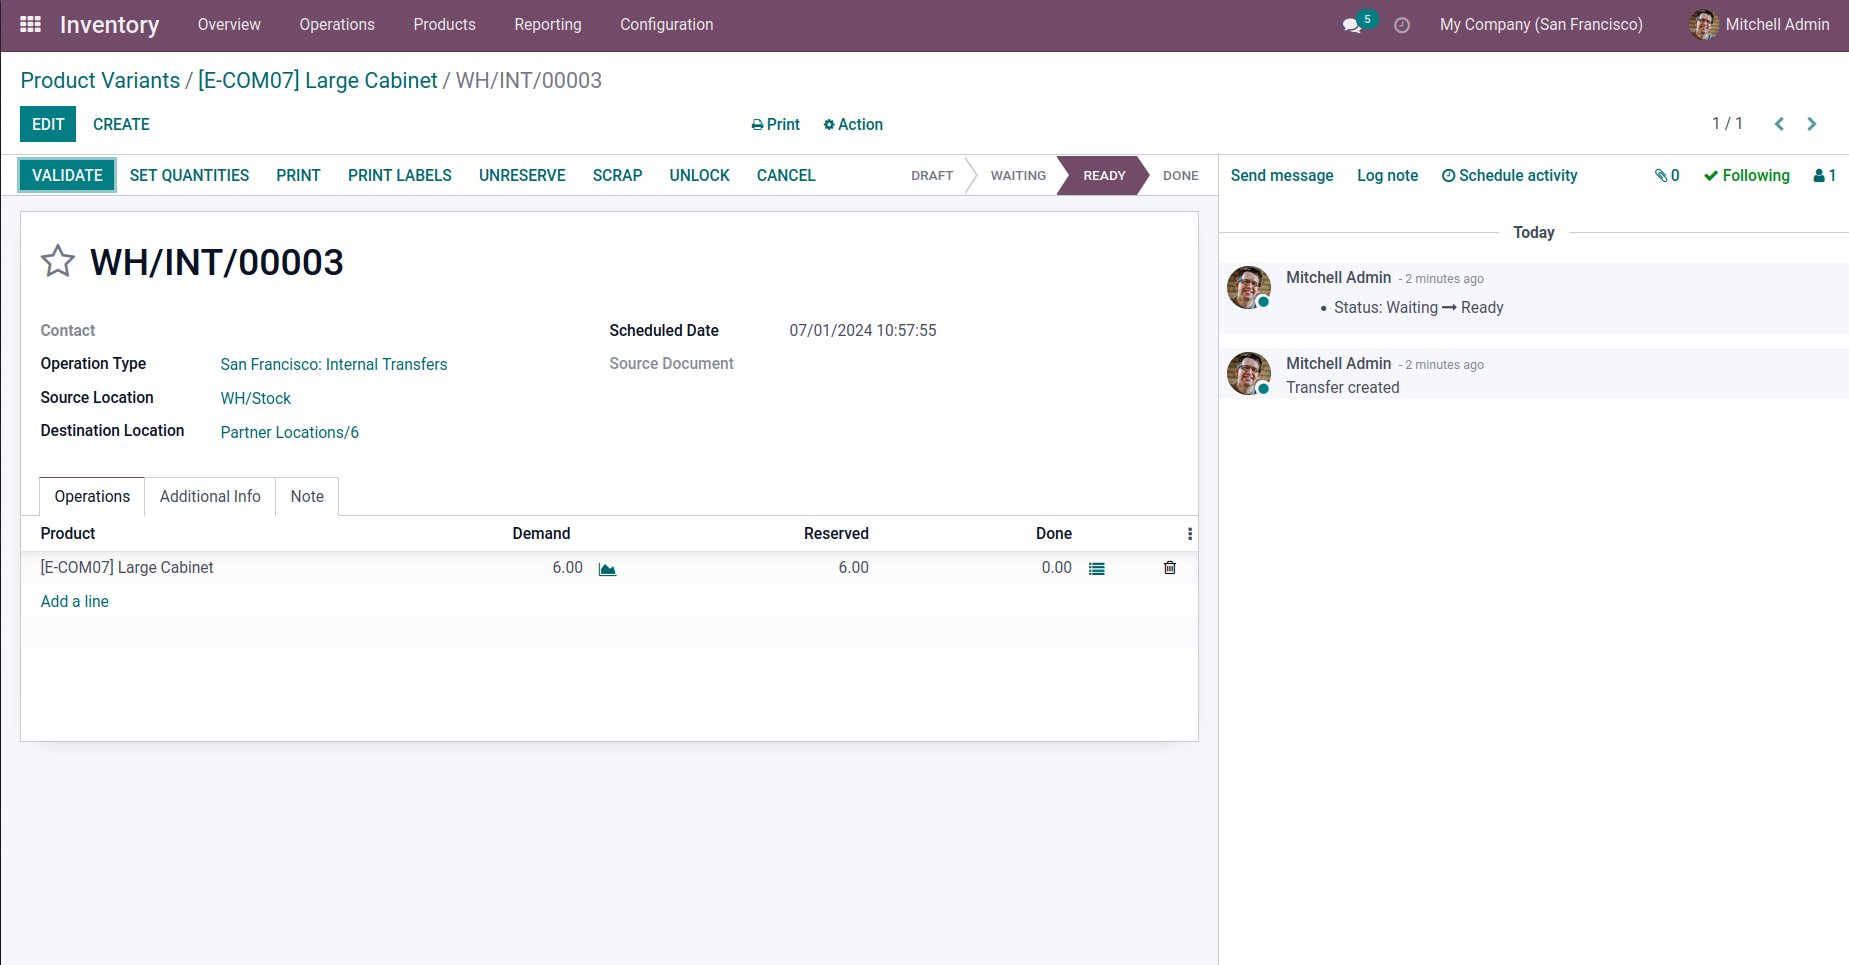 Inventory Overview Operations Products Reporting Configuration 5 My Company (San Francisco) Mitchell Admin
Product Variants / [E-COM07] Large Cabinet / WH/INT/00003
EDIT CREATE Print Action 1 / 1
VALIDATE SET QUANTITIES PRINT PRINT LABELS UNRESERVE SCRAP UNLOCK CANCEL DRAFT WAITING READY DONE
WH/INT/00003
Contact
Operation Type San Francisco: Internal Transfers
Source Location WH/Stock
Destination Location Partner Locations/6
Scheduled Date 07/01/2024 10:57:55
Source Document
Operations Additional Info Note
Product Demand Reserved Done
[E-COM07] Large Cabinet 6.00 6.00 0.00
Add a line
Send message Log note Schedule activity 0 Following 1
Today
Mitchell Admin - 2 minutes ago
• Status: Waiting → Ready
Mitchell Admin - 2 minutes ago
Transfer created